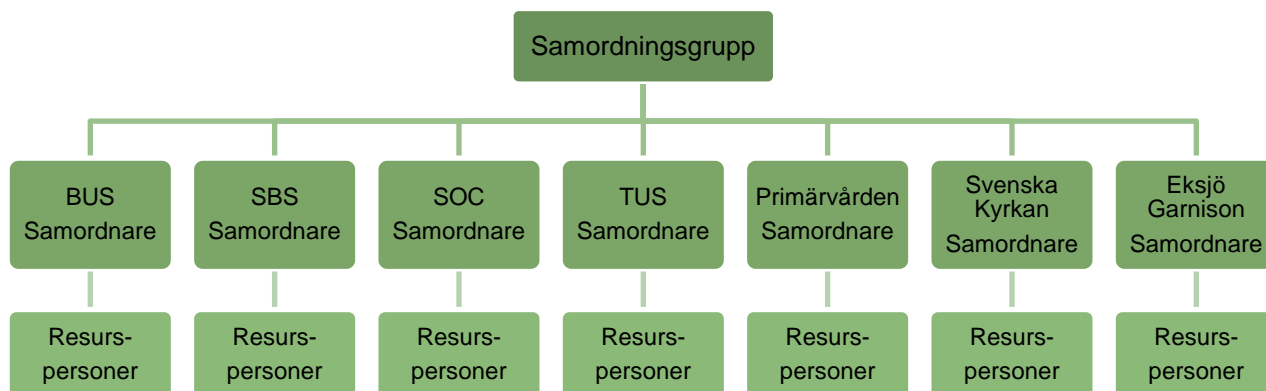 Samordningsgrupp
BUS
Samordnare
SBS
Samordnare
SOC
Samordnare
TUS
Samordnare
Primärvården
Samordnare
Svenska
Kyrkan
Samordnare
Eksjö
Garnison
Samordnare
Resurs-
personer
Resurs-
personer
Resurs-
personer
Resurs-
personer
Resurs-
personer
Resurs-
personer
Resurs-
personer